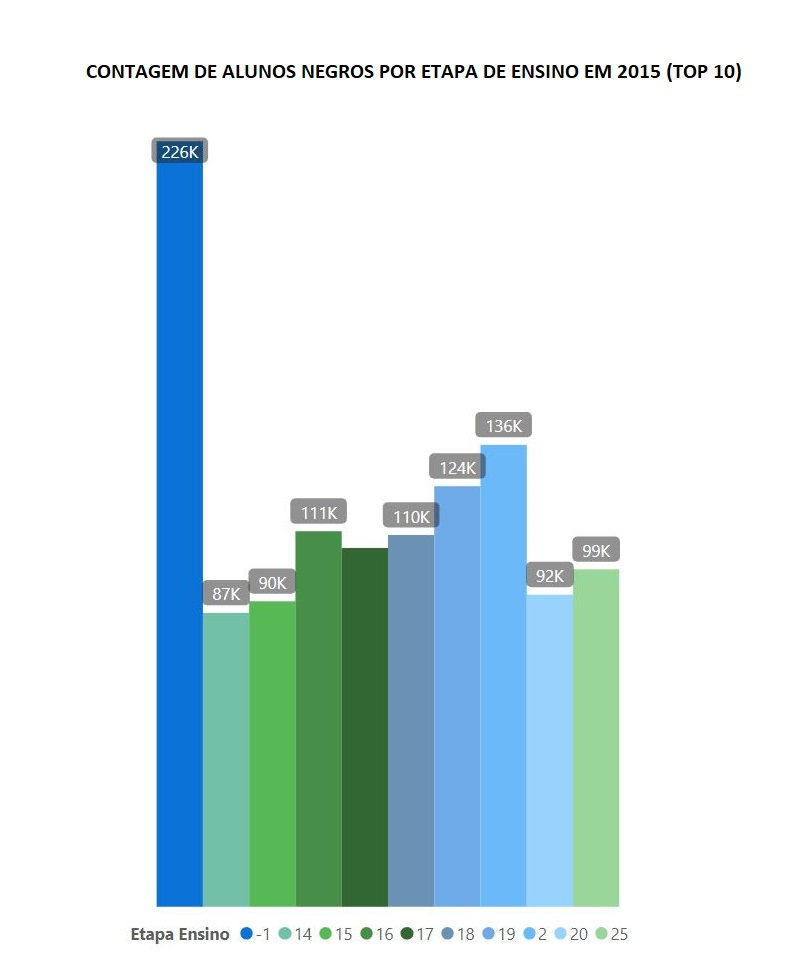 CONTAGEM DE ALUNOS NEGROS POR ETAPA DE ENSINO EM 2015 (TOP 10)
226K
136K
124K
111K
110K
99K
92K
90K
87K
Etapa Ensino -1 14 15 16 17 18 19 2 20 25